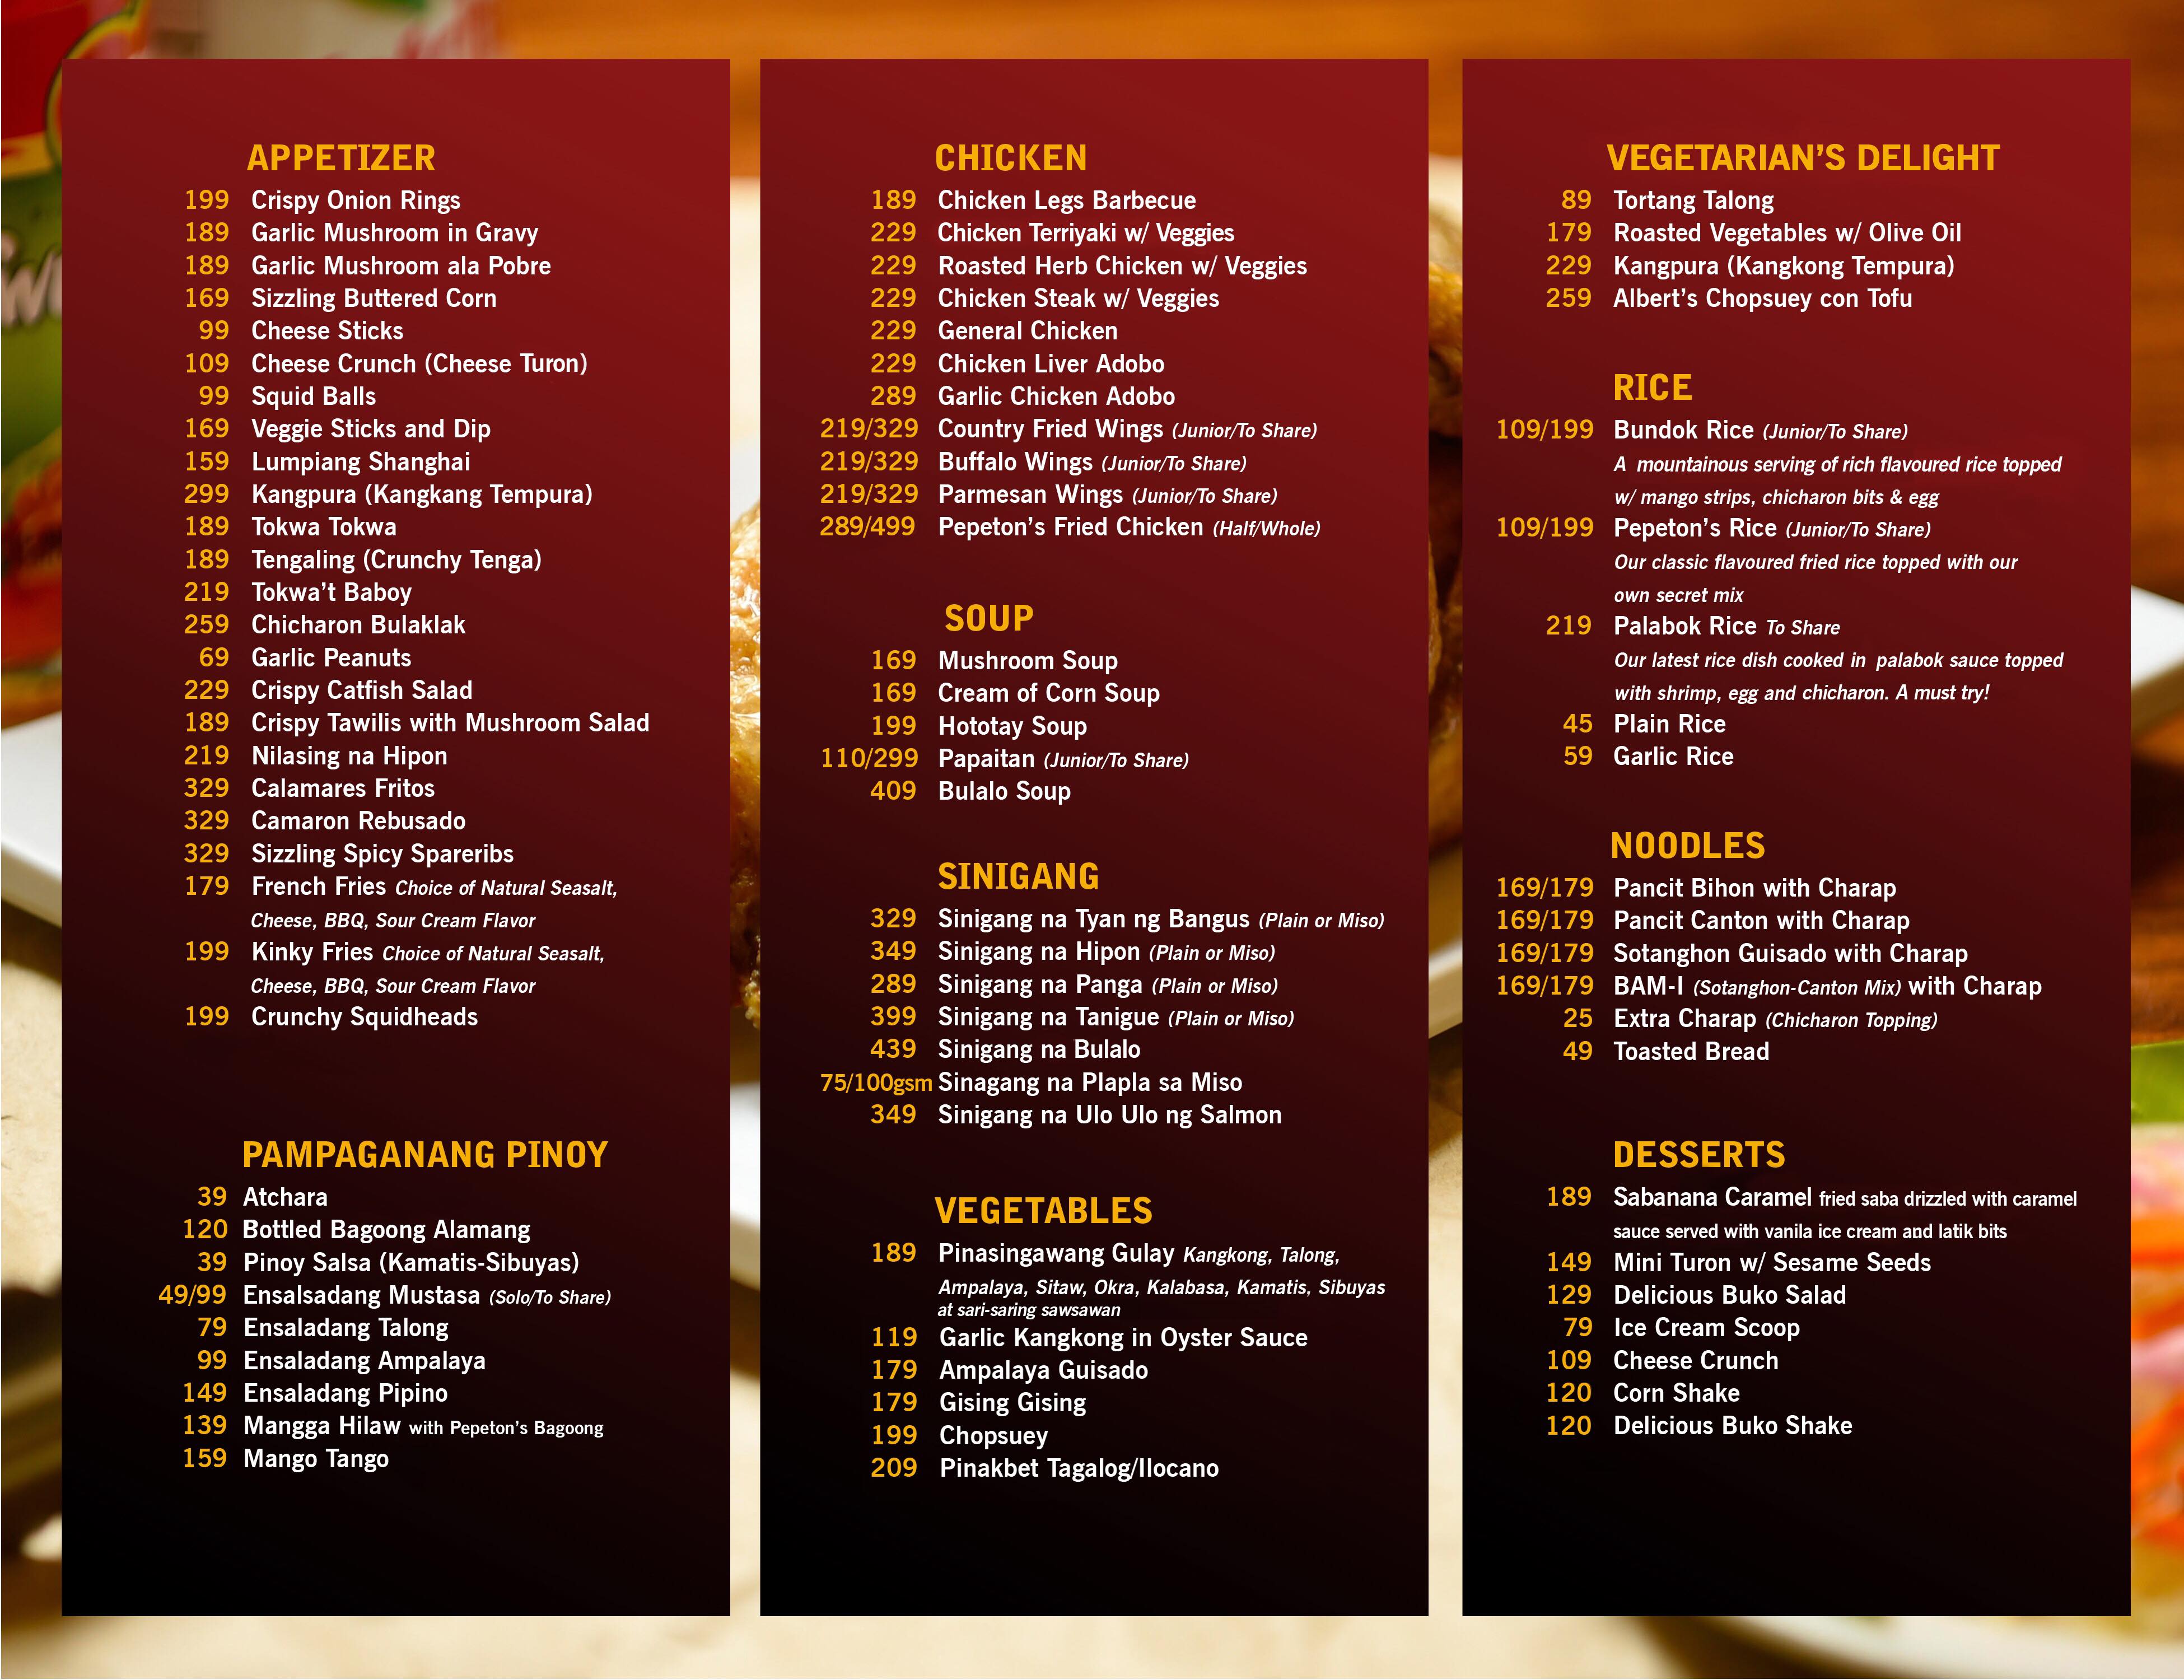 APPETIZER
199 Crispy Onion Rings
189 Garlic Mushroom in Gravy
189 Garlic Mushroom ala Pobre
169 Sizzling Buttered Corn
99 Cheese Sticks
109 Cheese Crunch (Cheese Turon)
99 Squid Balls
169 Veggie Sticks and Dip
159 Lumpiang Shanghai
299 Kangpura (Kangkang Tempura)
189 Tokwa Tokwa
189 Tengaling (Crunchy Tenga)
219 Tokwa't Baboy
259 Chicharon Bulaklak
69 Garlic Peanuts
229 Crispy Catfish Salad
189 Crispy Tawilis with Mushroom Salad
219 Nilasing na Hipon
329 Calamares Fritos
329 Camaron Rebusado
329 Sizzling Spicy Spareribs
179 French Fries Choice of Natural Seasalt,
Cheese, BBQ, Sour Cream Flavor
199 Kinky Fries Choice of Natural Seasalt,
Cheese, BBQ, Sour Cream Flavor
199 Crunchy Squidheads
PAMPAGANANG PINOY
39 Atchara
120 Bottled Bagoong Alamang
39 Pinoy Salsa (Kamatis-Sibuyas)
49/99 Ensalsadang Mustasa (Solo/To Share)
79 Ensaladang Talong
99 Ensaladang Ampalaya
149 Ensaladang Pipino
139 Mangga Hilaw with Pepeton's Bagoong
159 Mango Tango
CHICKEN
189 Chicken Legs Barbecue
229 Chicken Terriyaki w/ Veggies
229 Roasted Herb Chicken w/ Veggies
229 Chicken Steak w/ Veggies
229 General Chicken
229 Chicken Liver Adobo
289 Garlic Chicken Adobo
219/329 Country Fried Wings (Junior/To Share)
219/329 Buffalo Wings (Junior/To Share)
219/329 Parmesan Wings (Junior/To Share)
289/499 Pepeton's Fried Chicken (Half/Whole)
SOUP
169 Mushroom Soup
169 Cream of Corn Soup
199 Hototay Soup
110/299 Papaitan (Junior/To Share)
409 Bulalo Soup
SINIGANG
329 Sinigang na Tyan ng Bangus (Plain or Miso)
349 Sinigang na Hipon (Plain or Miso)
289 Sinigang na Panga (Plain or Miso)
399 Sinigang na Tanigue (Plain or Miso)
439 Sinigang na Bulalo
75/100gsm Sinagang na Plapla sa Miso
349 Sinigang na Ulo Ulo ng Salmon
VEGETABLES
189 Pinasingawang Gulay Kangkong, Talong,
Ampalaya, Sitaw, Okra, Kalabasa, Kamatis, Sibuyas
at sari-saring sawsawan
119 Garlic Kangkong in Oyster Sauce
179 Ampalaya Guisado
179 Gising Gising
199 Chopsuey
209 Pinakbet Tagalog/Ilocano
VEGETARIAN'S DELIGHT
89 Tortang Talong
179 Roasted Vegetables w/ Olive Oil
229 Kangpura (Kangkong Tempura)
259 Albert's Chopsuey con Tofu
RICE
109/199 Bundok Rice (Junior/To Share)
A mountainous serving of rich flavoured rice topped
w/ mango strips, chicharon bits & egg
109/199 Pepeton's Rice (Junior/To Share)
Our classic flavoured fried rice topped with our
own secret mix
219 Palabok Rice To Share
Our latest rice dish cooked in palabok sauce topped
with shrimp, egg and chicharon. A must try!
45 Plain Rice
59 Garlic Rice
NOODLES
169/179 Pancit Bihon with Charap
169/179 Pancit Canton with Charap
169/179 Sotanghon Guisado with Charap
169/179 BAM-I (Sotanghon-Canton Mix) with Charap
25 Extra Charap (Chicharon Topping)
49 Toasted Bread
DESSERTS
189 Sabanana Caramel fried saba drizzled with caramel
sauce served with vanila ice cream and latik bits
149 Mini Turon w/ Sesame Seeds
129 Delicious Buko Salad
79 Ice Cream Scoop
109 Cheese Crunch
120 Corn Shake
120 Delicious Buko Shake